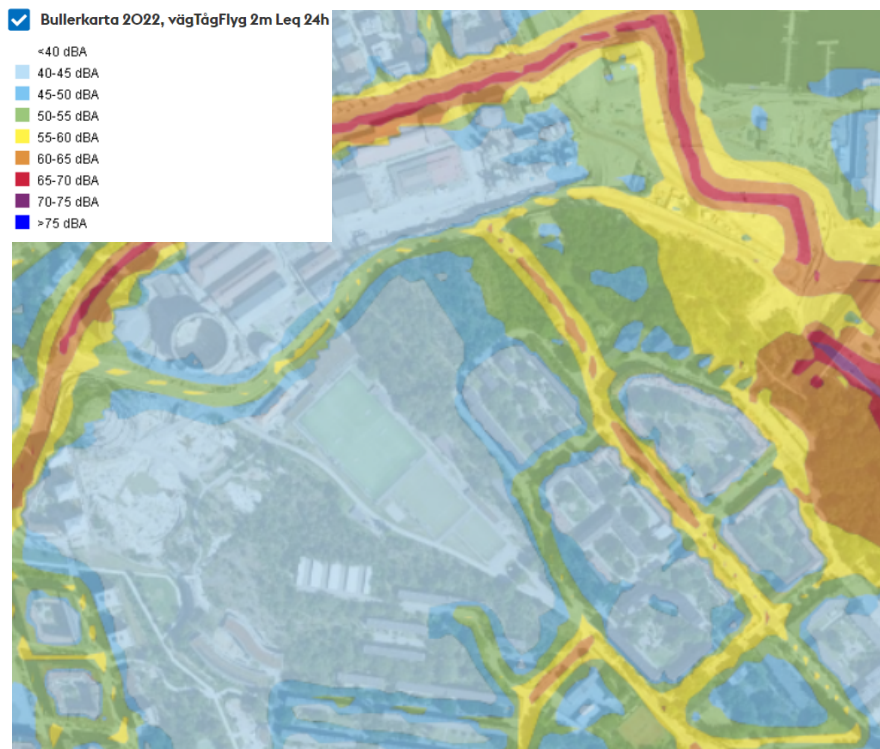 Bullerkarta 2022, vägTågFlyg 2m Leq 24h
<40 dBA
40-45 dBA
45-50 dBA
50-55 dBA
55-60 dBA
60-65 dBA
65-70 dBA
70-75 dBA
>75 dBA